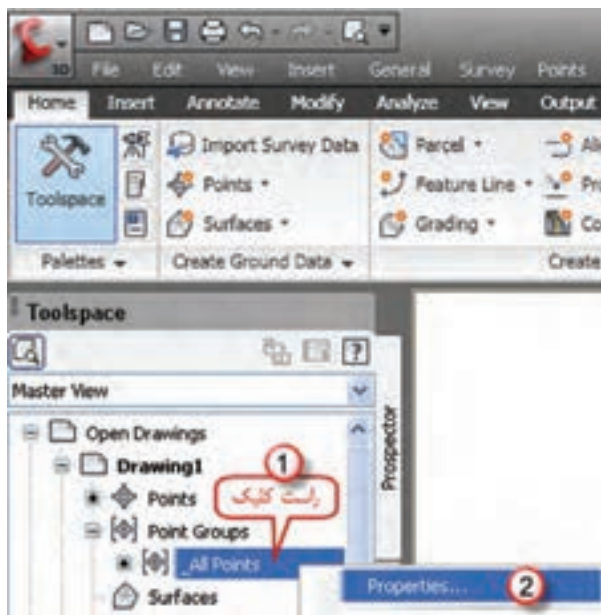 3D
File Edit View Insert General Survey Points
Home Insert Annotate Modify Analyze View Output
Toolspace
Import Survey Data
Points
Surfaces
Parcel
Feature Line
Grading
Palettes
Create Ground Data
Create
Toolspace
?
Master View
Prospector
Open Drawings
Drawing1
1
Points
راست کلیک
Point Groups
_All Points
Properties... 2
Surfaces